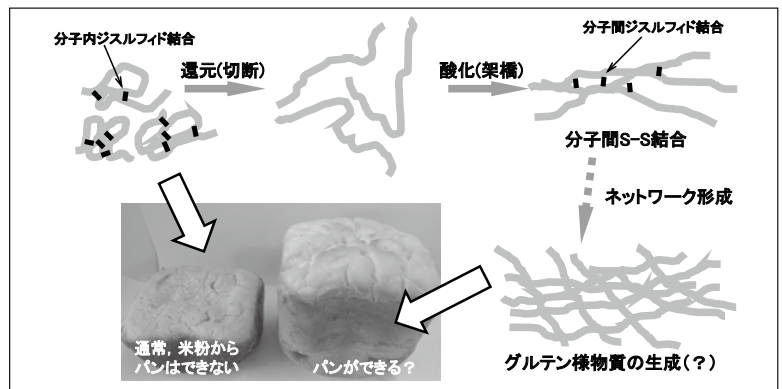 分子内ジスルフィド結合
還元(切断)
酸化(架橋)
分子間ジスルフィド結合
分子間S-S結合
ネットワーク形成
グルテン様物質の生成(?)
通常,米粉から
パンはできない
パンができる?